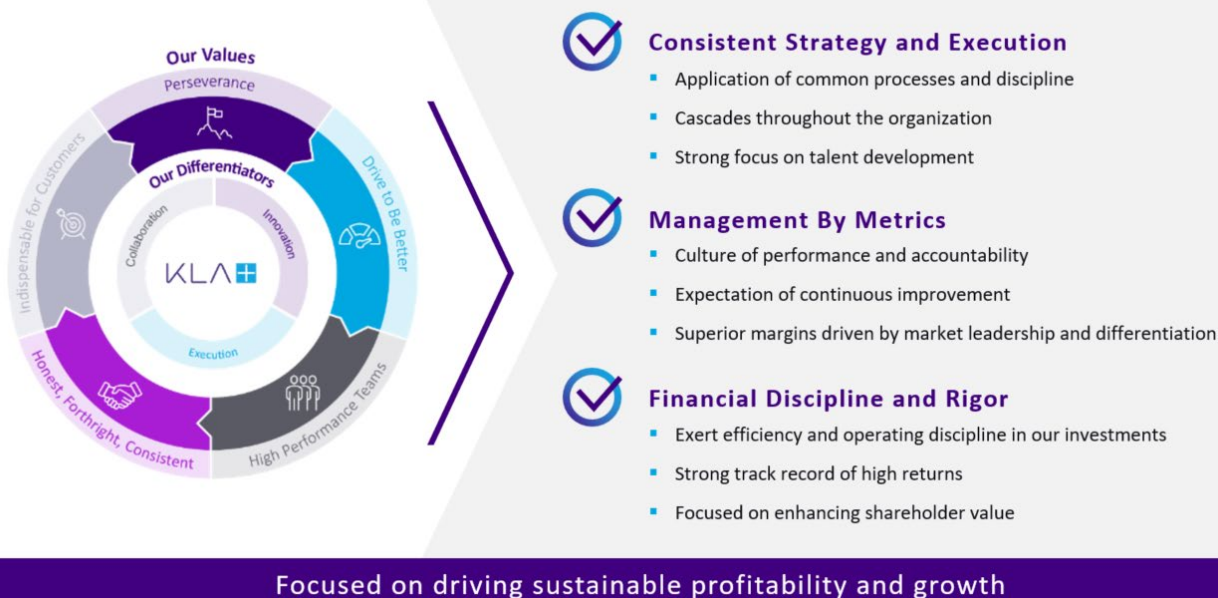 Our Values
Perseverance
Drive to Be Better
High Performance Teams
Honest, Forthright, Consistent
Indispensable for Customers
Our Differentiators
Collaboration
Innovation
Execution
KLA
Consistent Strategy and Execution
Application of common processes and discipline
Cascades throughout the organization
Strong focus on talent development
Management By Metrics
Culture of performance and accountability
Expectation of continuous improvement
Superior margins driven by market leadership and differentiation
Financial Discipline and Rigor
Exert efficiency and operating discipline in our investments
Strong track record of high returns
Focused on enhancing shareholder value
Focused on driving sustainable profitability and growth